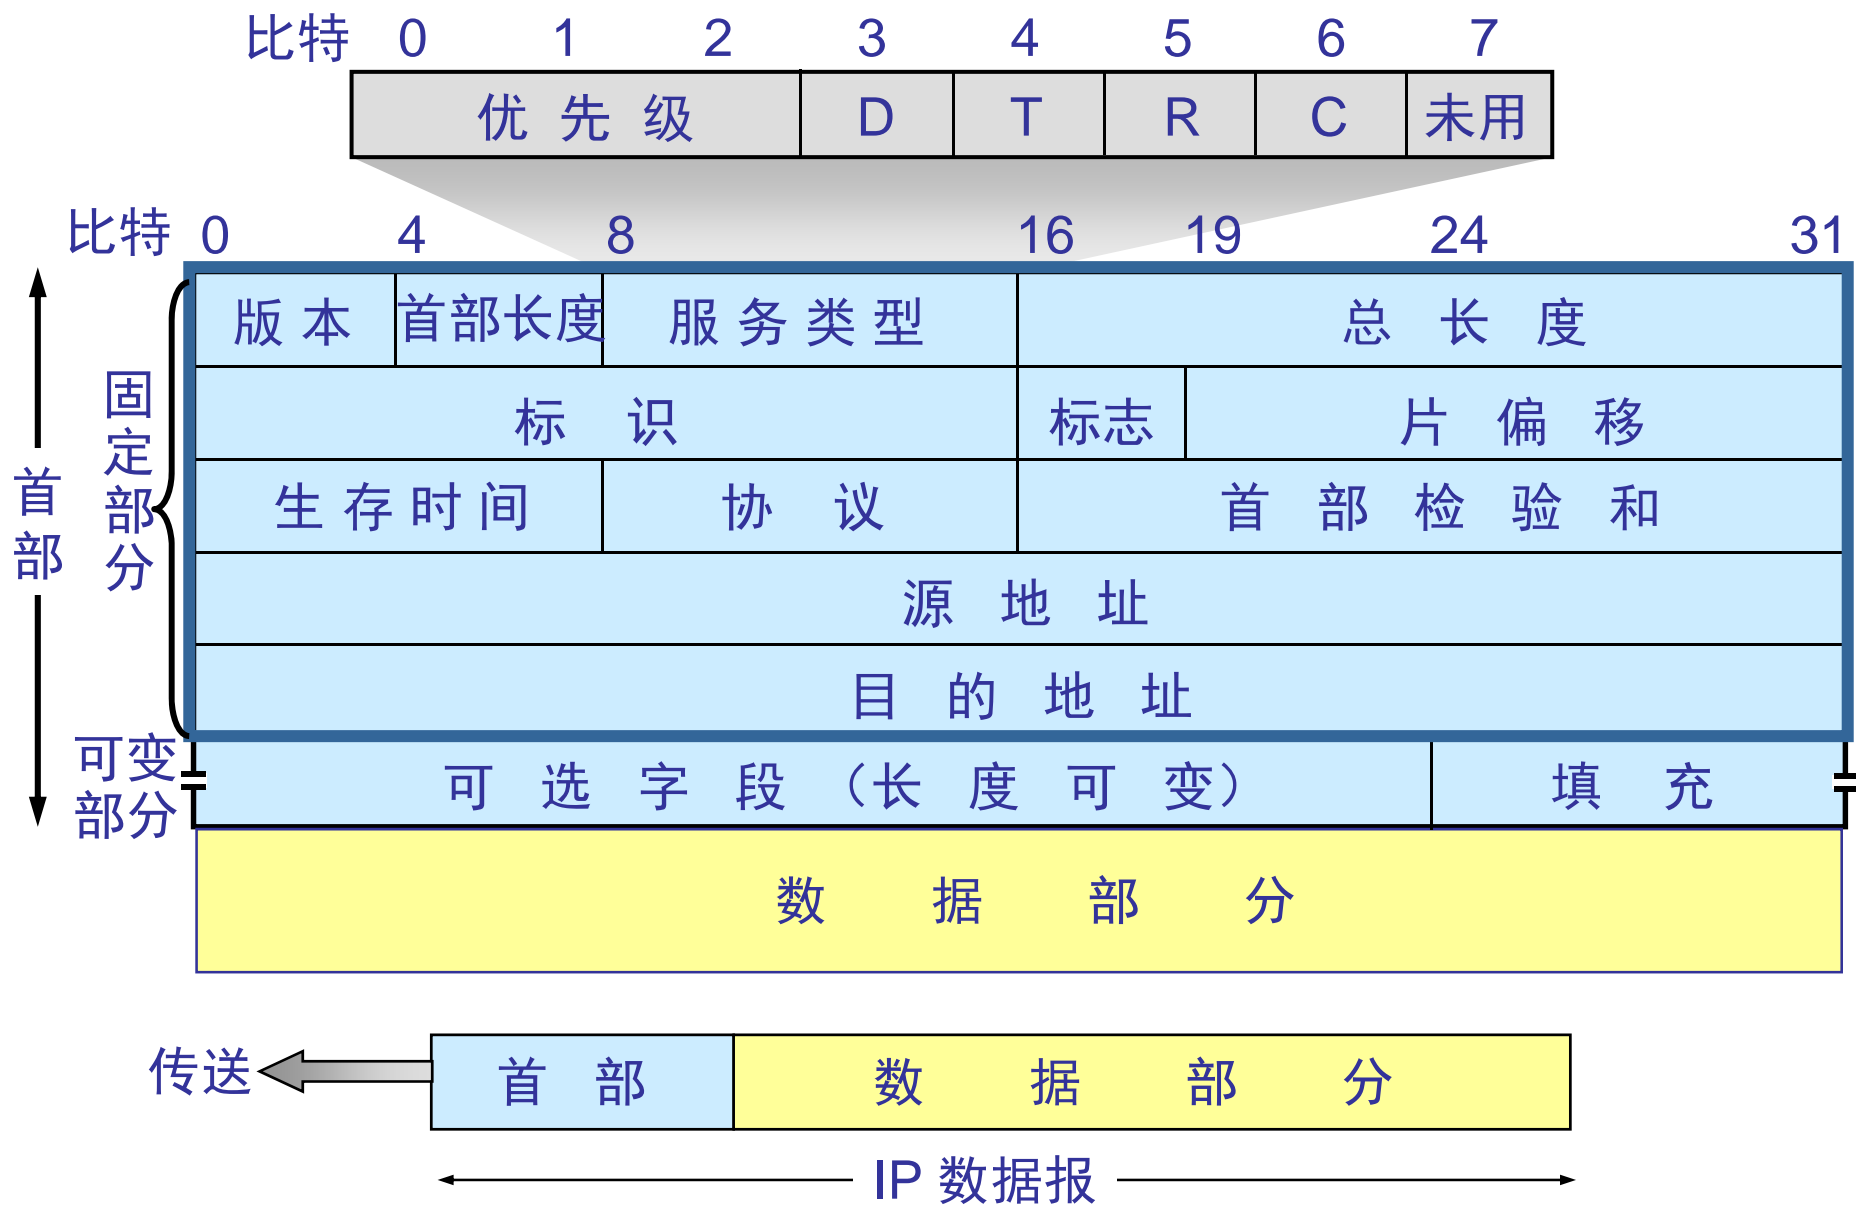 比特 0 1 2 3 4 5 6 7
优先级 D T R C 未用
比特 0 4 8 16 19 24 31
版本 首部长度 服务类型 总长度
标识 标志 片偏移
生存时间 协议 首部检验和
源地址
目的地址
可选字段（长度可变） 填充
数据部分
首部
固定部分
可变
部分
传送 首部 数据部分
IP 数据报